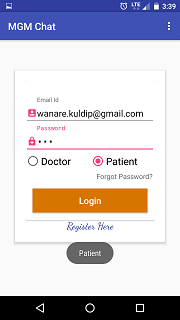 LTE 3:39
MGM Chat
Email Id
wanare.kuldip@gmail.com
Password
•••
Doctor Patient
Forgot Password?
Login
Register Here
Patient